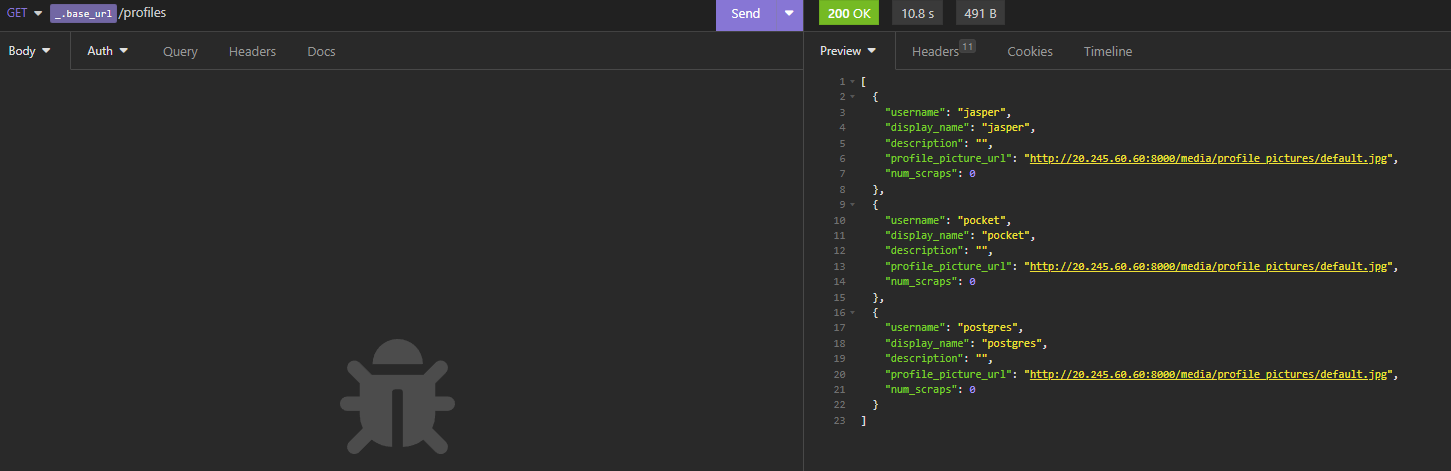 GET _.base_url /profiles Send 200 OK 10.8 s 491 B
Body Auth Query Headers Docs Preview Headers 11 Cookies Timeline
1 [
2 {
3 "username": "jasper",
4 "display_name": "jasper",
5 "description": "",
6 "profile_picture_url": "http://20.245.60.60:8000/media/profile_pictures/default.jpg",
7 "num_scraps": 0
8 },
9 {
10 "username": "pocket",
11 "display_name": "pocket",
12 "description": "",
13 "profile_picture_url": "http://20.245.60.60:8000/media/profile_pictures/default.jpg",
14 "num_scraps": 0
15 },
16 {
17 "username": "postgres",
18 "display_name": "postgres",
19 "description": "",
20 "profile_picture_url": "http://20.245.60.60:8000/media/profile_pictures/default.jpg",
21 "num_scraps": 0
22 }
23 ]